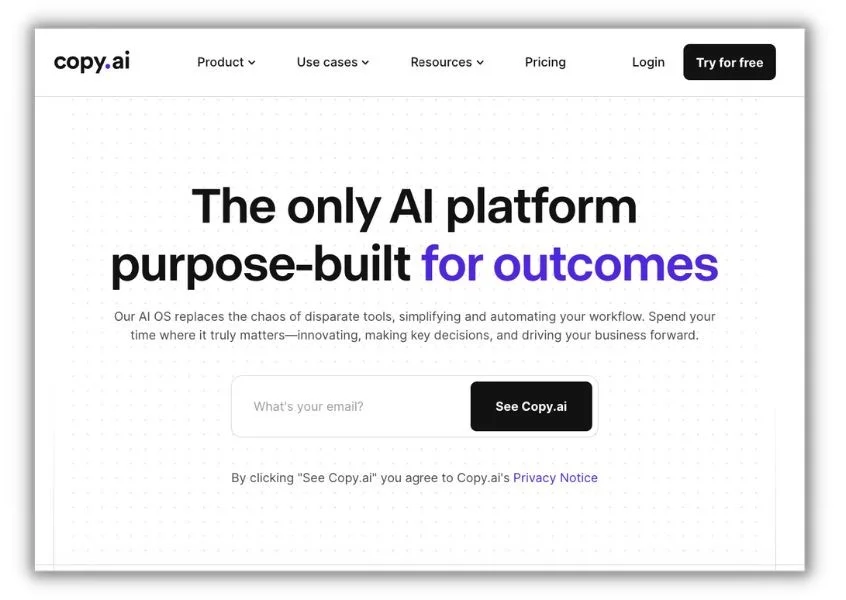 copy.ai
Product
Use cases
Resources
Pricing
Login
Try for free
The only AI platform
purpose-built for outcomes
Our AI OS replaces the chaos of disparate tools, simplifying and automating your workflow. Spend your
time where it truly matters—innovating, making key decisions, and driving your business forward.
What's your email?
See Copy.ai
By clicking "See Copy.ai" you agree to Copy.ai's Privacy Notice